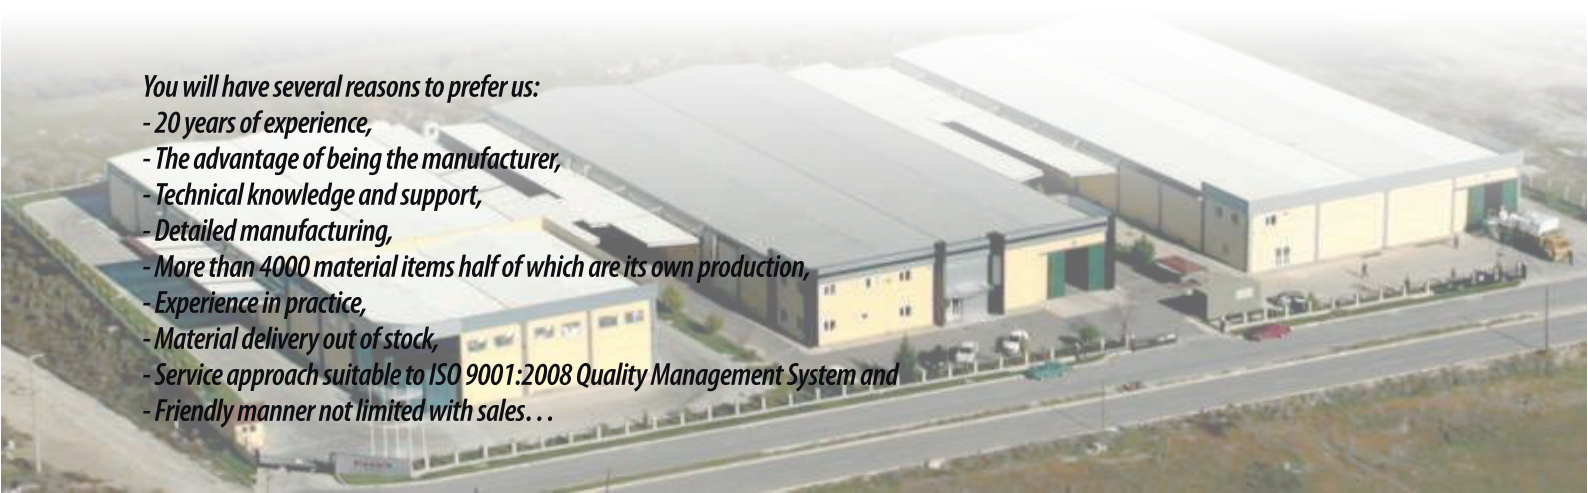 You will have several reasons to prefer us:
- 20 years of experience,
- The advantage of being the manufacturer,
- Technical knowledge and support,
- Detailed manufacturing,
- More than 4000 material items half of which are its own production,
- Experience in practice,
- Material delivery out of stock,
- Service approach suitable to ISO 9001:2008 Quality Management System and
- Friendly manner not limited with sales…